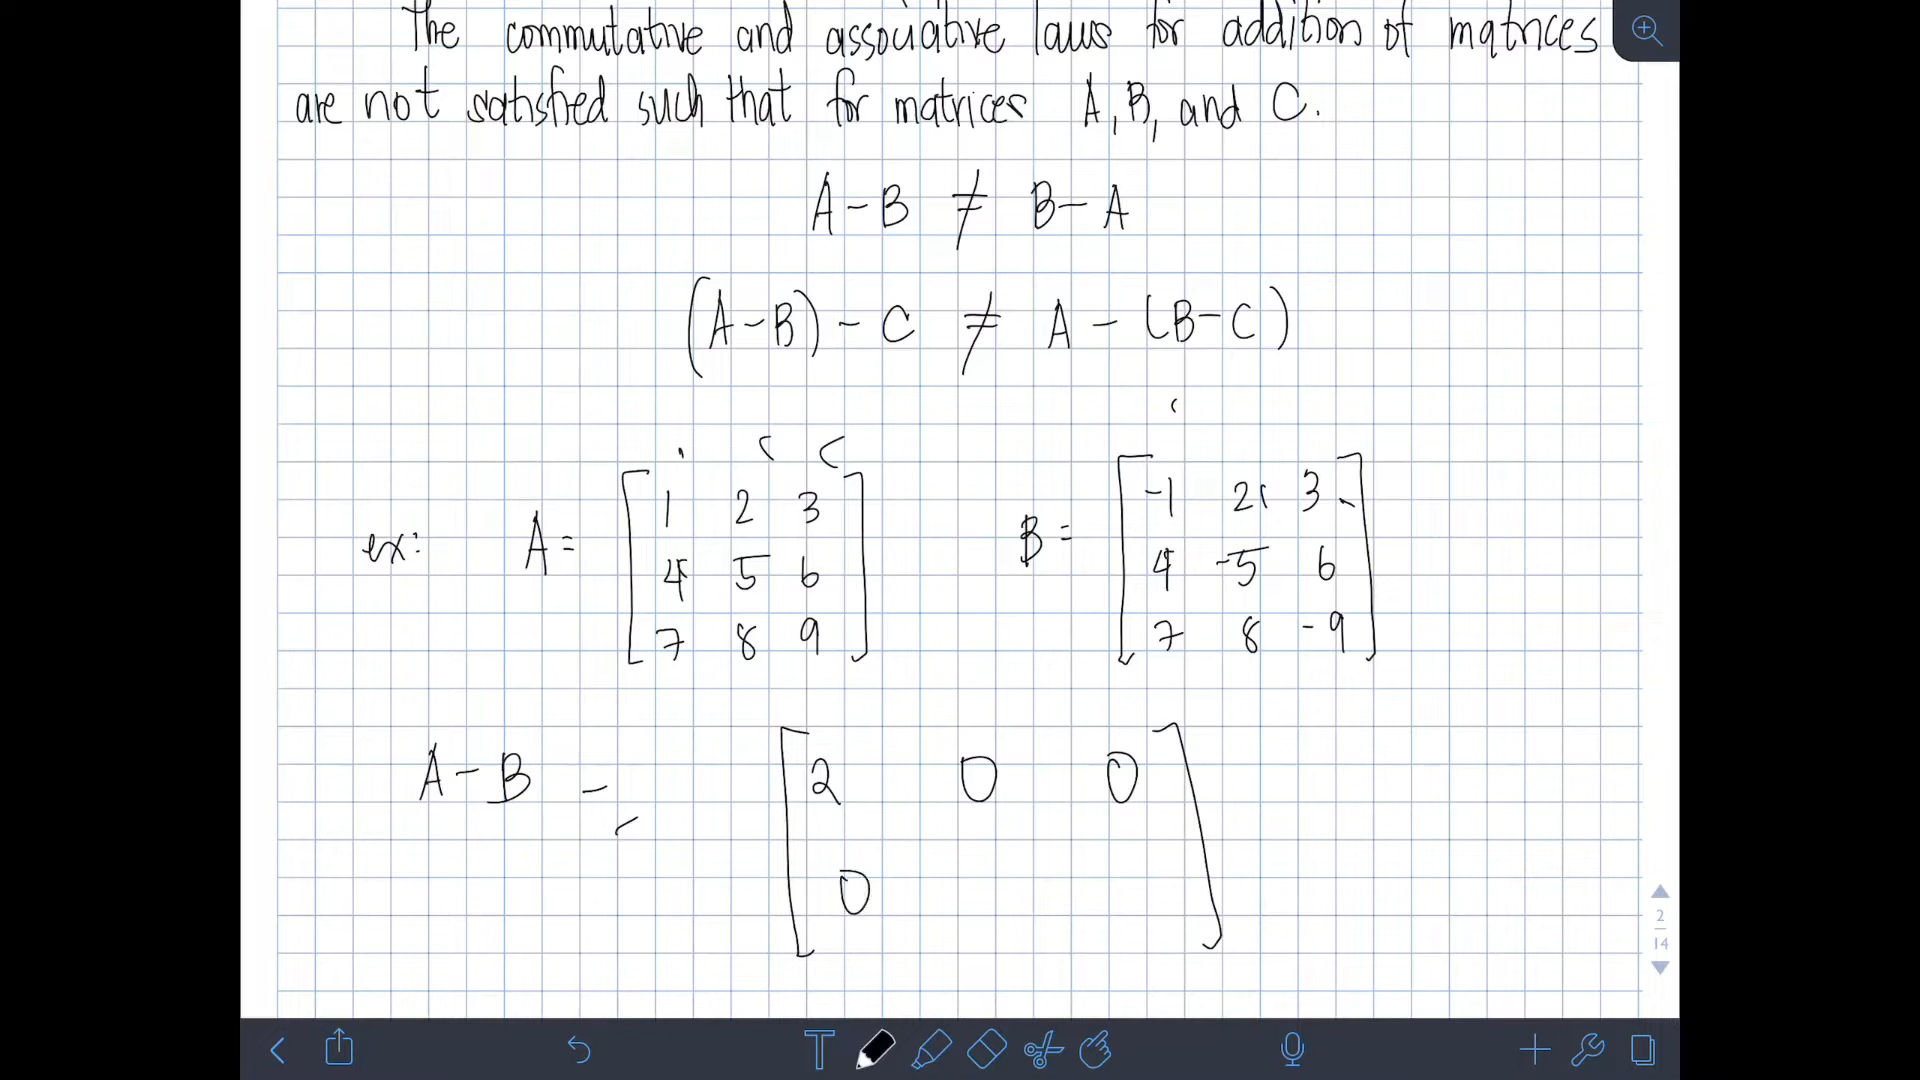 The commutative and associative laws for addition of matrices
are not satisfied such that for matrices A, B, and C.
A - B ≠ B - A
(A - B) - C ≠ A - (B - C)
ex: A = [1 2 3 B = [-1 2 3
4 5 6 4 -5 6
7 8 9] 7 8 -9]
A - B = [2 0 0
0 ]
2
14
T